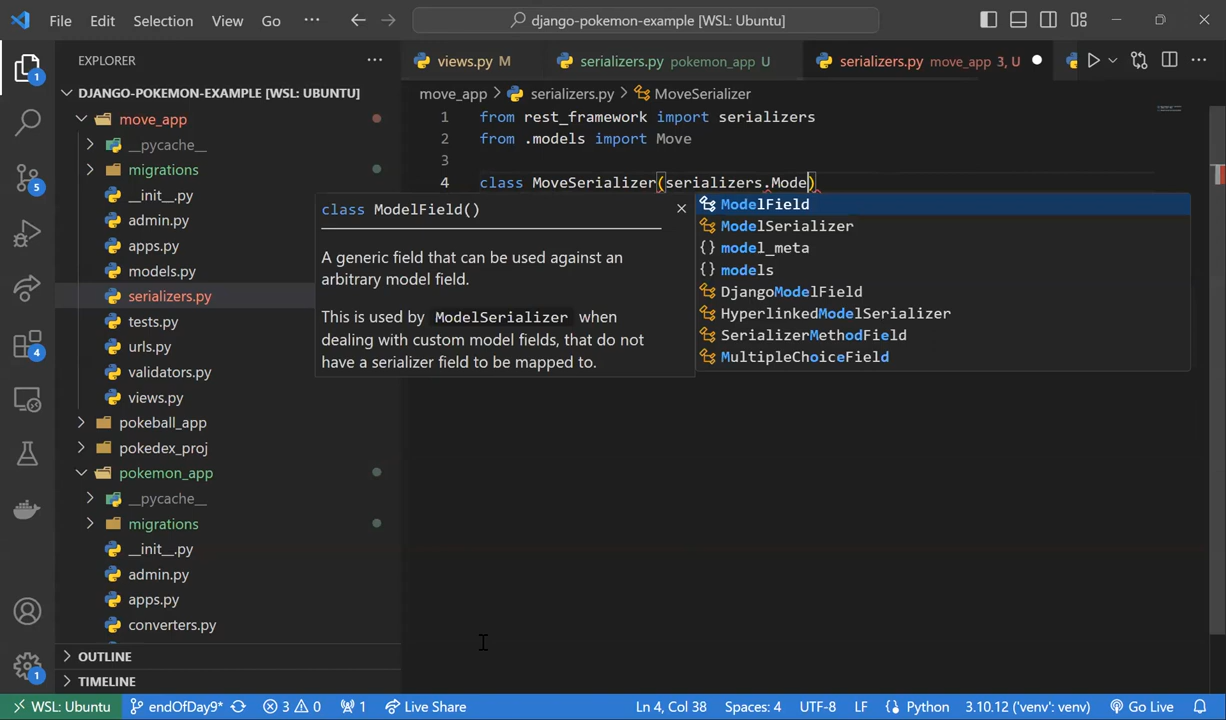 File Edit Selection View Go ··· django-pokemon-example [WSL: Ubuntu]
EXPLORER ···
views.py M serializers.py pokemon_app U serializers.py move_app 3, U
DJANGO-POKEMON-EXAMPLE [WSL: UBUNTU]
move_app > serializers.py > MoveSerializer
move_app
__pycache__
migrations
__init__.py
admin.py
apps.py
models.py
serializers.py
tests.py
urls.py
validators.py
views.py
pokeball_app
pokedex_proj
pokemon_app
__pycache__
migrations
__init__.py
admin.py
apps.py
converters.py
OUTLINE
TIMELINE
1 from rest_framework import serializers
2 from .models import Move
3
4 class MoveSerializer(serializers.Mode)
class ModelField()
A generic field that can be used against an
arbitrary model field.
This is used by ModelSerializer when
dealing with custom model fields, that do not
have a serializer field to be mapped to.
ModelField
ModelSerializer
{} model_meta
{} models
DjangoModelField
HyperlinkedModelSerializer
SerializerMethodField
MultipleChoiceField
1
5
4
1
WSL: Ubuntu endOfDay9* 3 0 1 Live Share Ln 4, Col 38 Spaces: 4 UTF-8 LF Python 3.10.12 ('venv': venv) Go Live